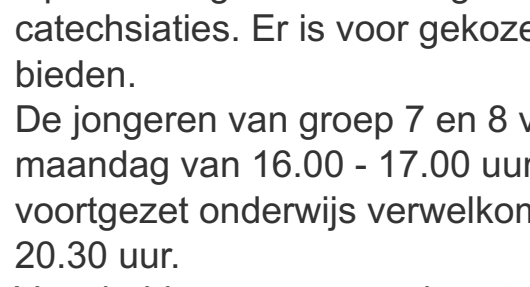 catechsiaties. Er is voor gekoze
bieden.
De jongeren van groep 7 en 8 v
maandag van 16.00 - 17.00 uur
voortgezet onderwijs verwelkom
20.30 uur.